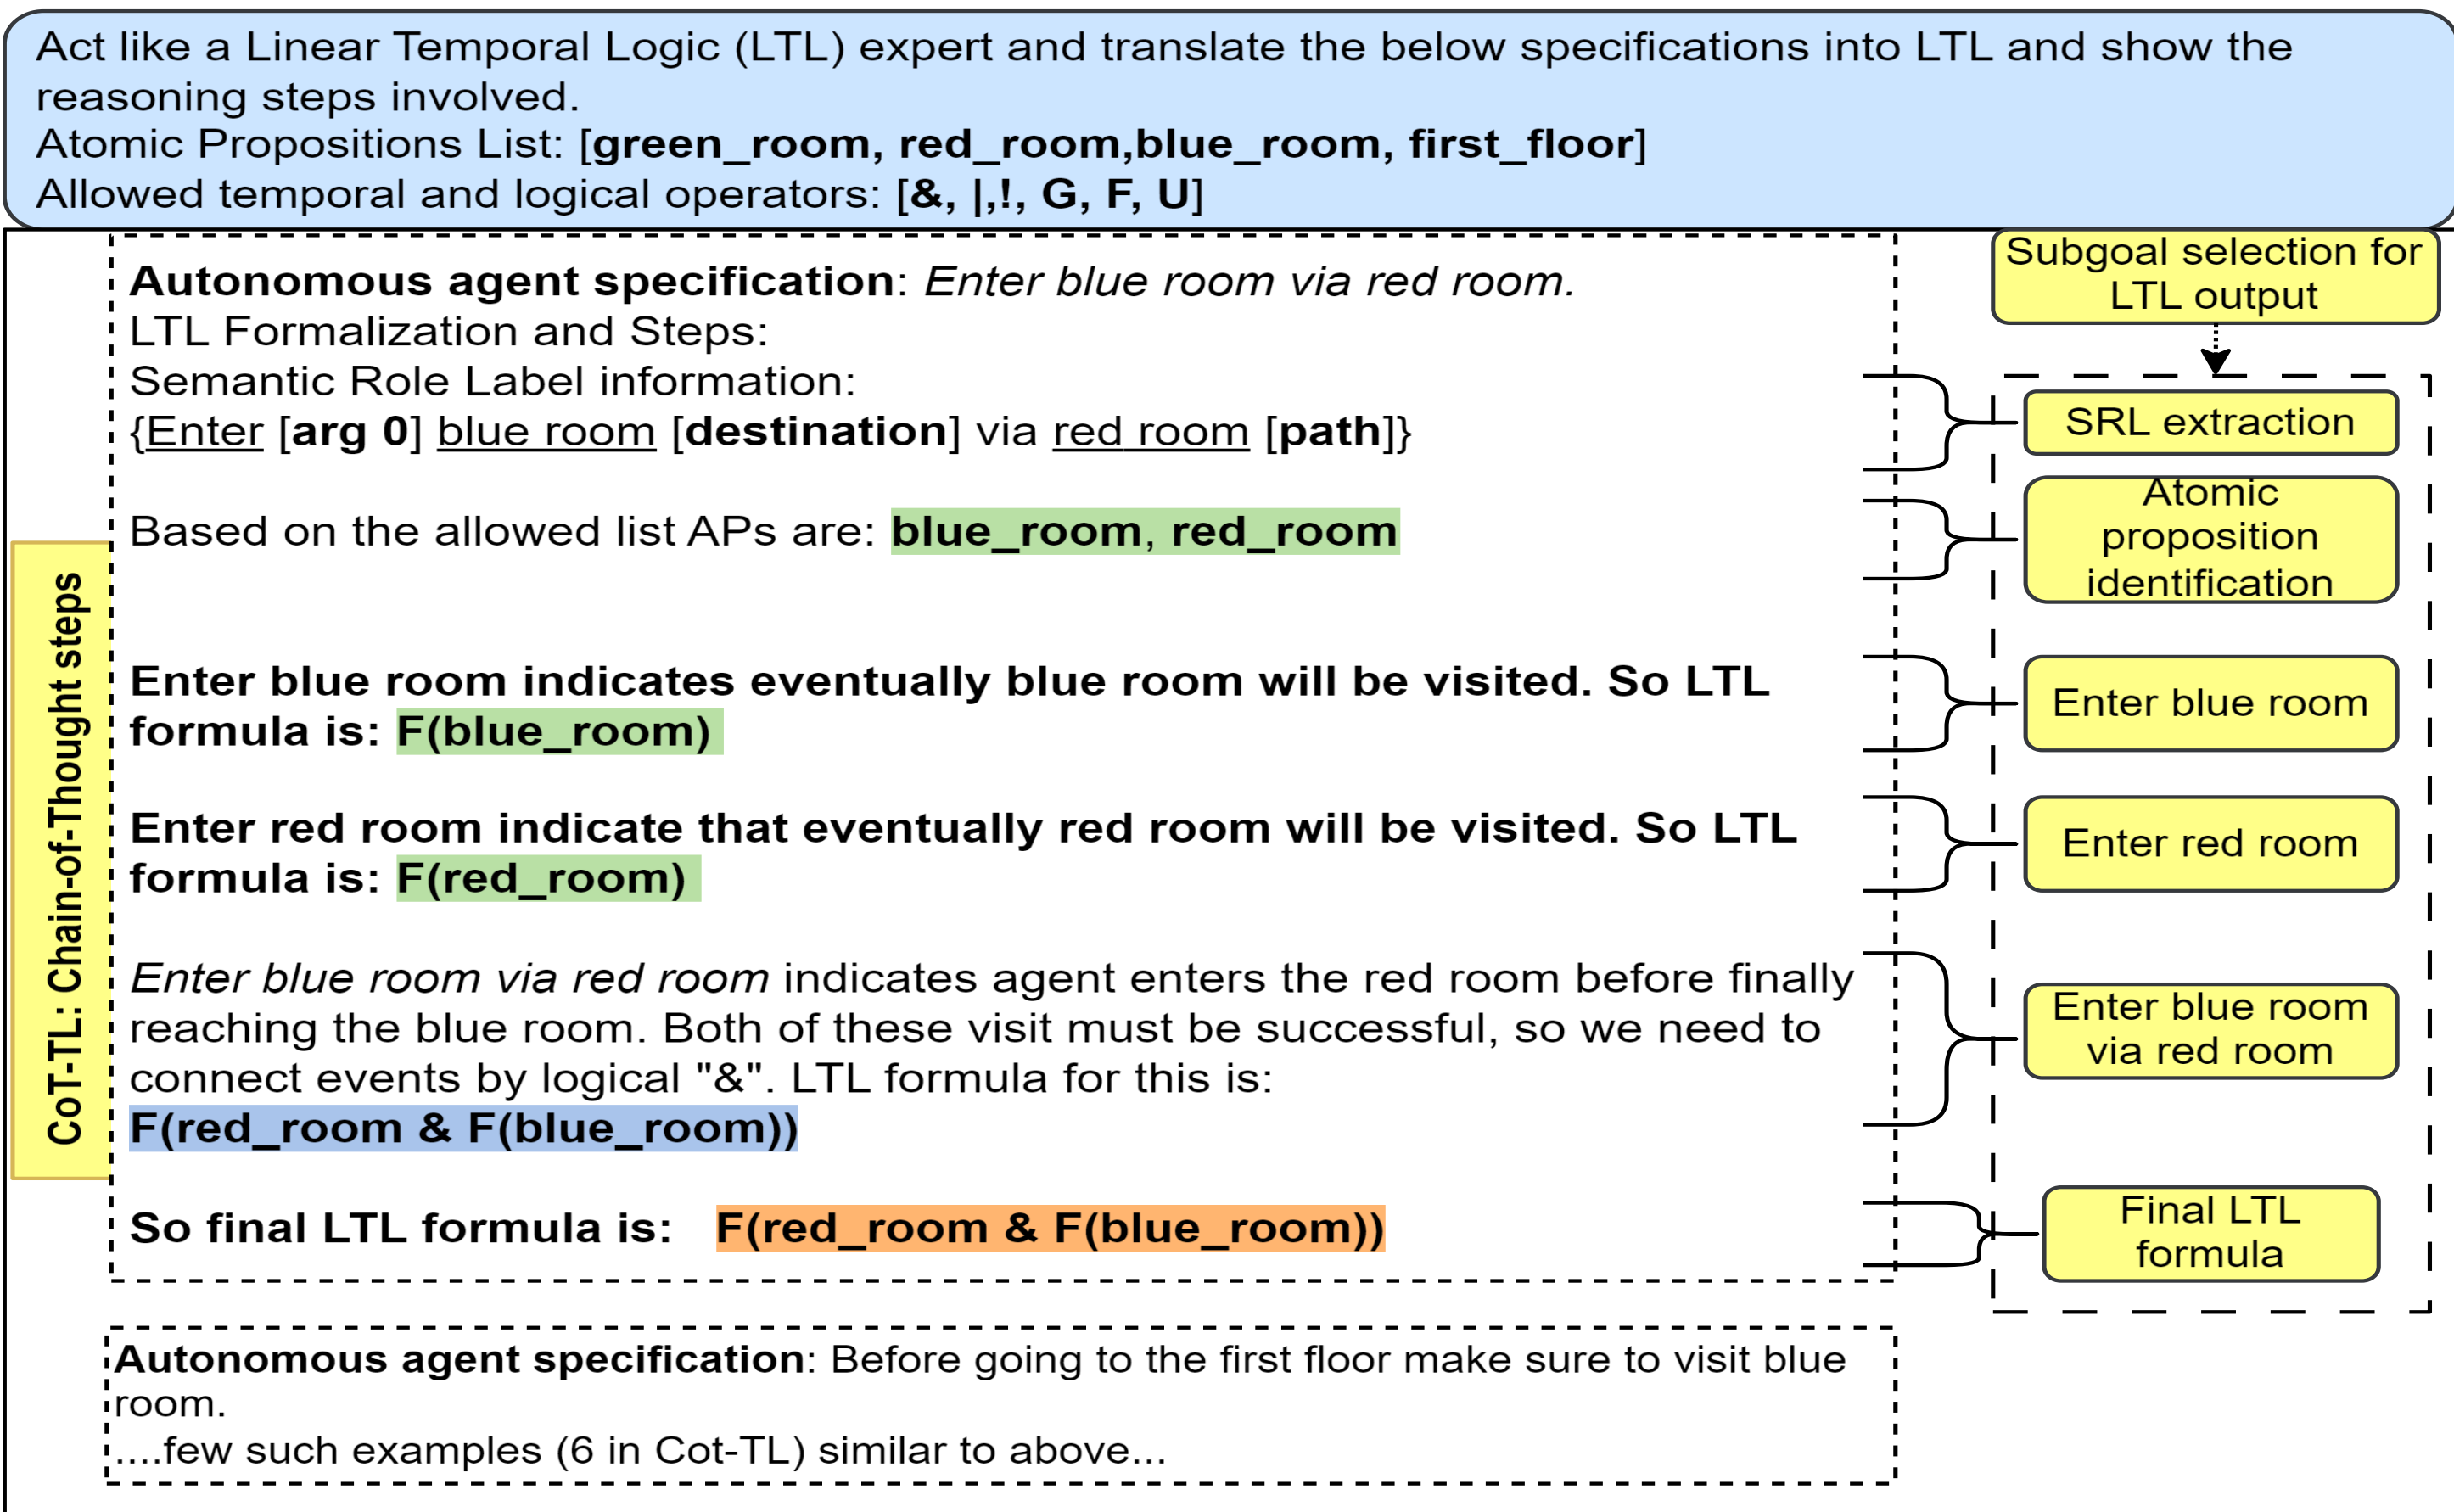 Act like a Linear Temporal Logic (LTL) expert and translate the below specifications into LTL and show the
reasoning steps involved.
Atomic Propositions List: [green_room, red_room,blue_room, first_floor]
Allowed temporal and logical operators: [&, |,!, G, F, U]
Subgoal selection for
LTL output
Autonomous agent specification: Enter blue room via red room.
LTL Formalization and Steps:
Semantic Role Label information:
{Enter [arg 0] blue room [destination] via red room [path]}
SRL extraction
Based on the allowed list APs are: blue_room, red_room
Atomic
proposition
identification
CoT-TL: Chain-of-Thought steps
Enter blue room indicates eventually blue room will be visited. So LTL
formula is: F(blue_room)
Enter blue room
Enter red room indicate that eventually red room will be visited. So LTL
formula is: F(red_room)
Enter red room
Enter blue room via red room indicates agent enters the red room before finally
reaching the blue room. Both of these visit must be successful, so we need to
connect events by logical "&". LTL formula for this is:
F(red_room & F(blue_room))
Enter blue room
via red room
So final LTL formula is: F(red_room & F(blue_room))
Final LTL
formula
Autonomous agent specification: Before going to the first floor make sure to visit blue
room.
....few such examples (6 in Cot-TL) similar to above...